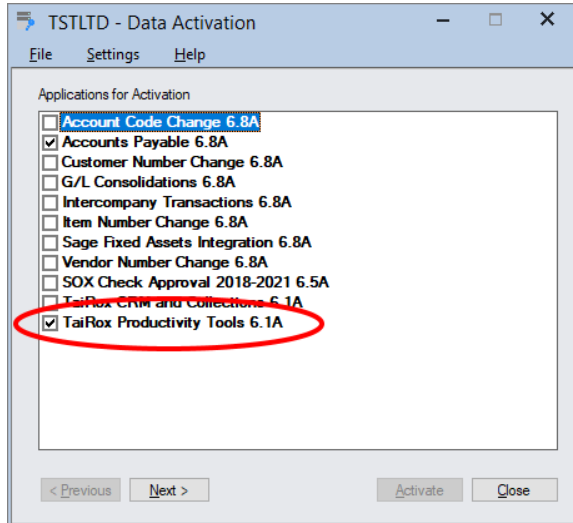 TSTLTD - Data Activation
File Settings Help
Applications for Activation
Account Code Change 6.8A
Accounts Payable 6.8A
Customer Number Change 6.8A
G/L Consolidations 6.8A
Intercompany Transactions 6.8A
Item Number Change 6.8A
Sage Fixed Assets Integration 6.8A
Vendor Number Change 6.8A
SOX Check Approval 2018-2021 6.5A
TaiRox CRM and Collections 6.1A
TaiRox Productivity Tools 6.1A
< Previous Next > Activate Close